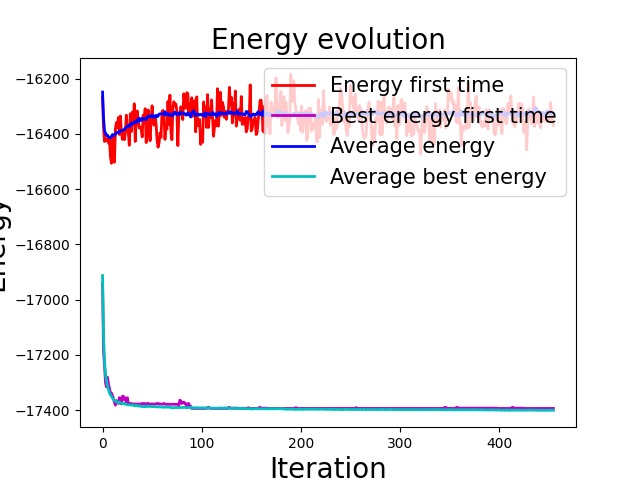 Energy evolution
Energy
−16200
−16400
−16600
−16800
−17000
−17200
−17400
Energy first time
Best energy first time
Average energy
Average best energy
0 100 200 300 400
Iteration